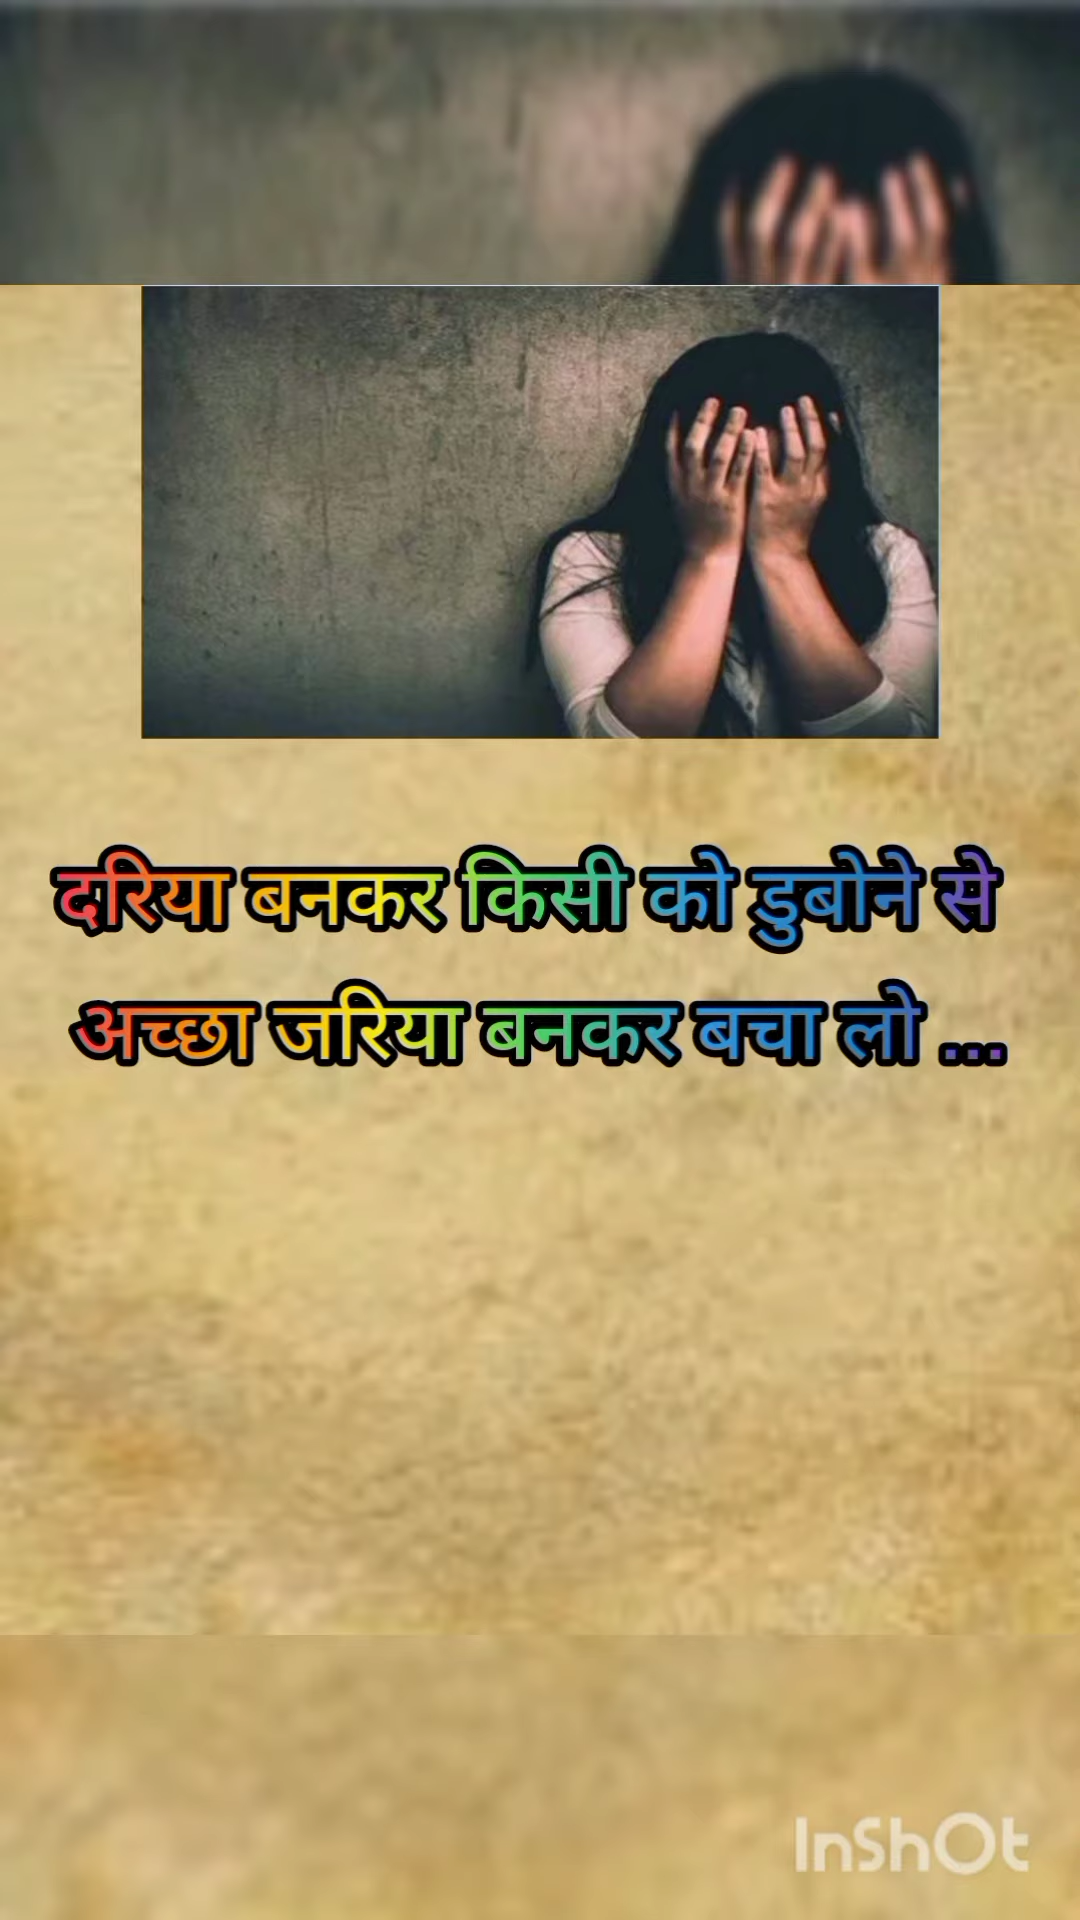 दरिया बनकर किसी को डुबोने से
अच्छा जरिया बनकर बचा लो ...
InShOt